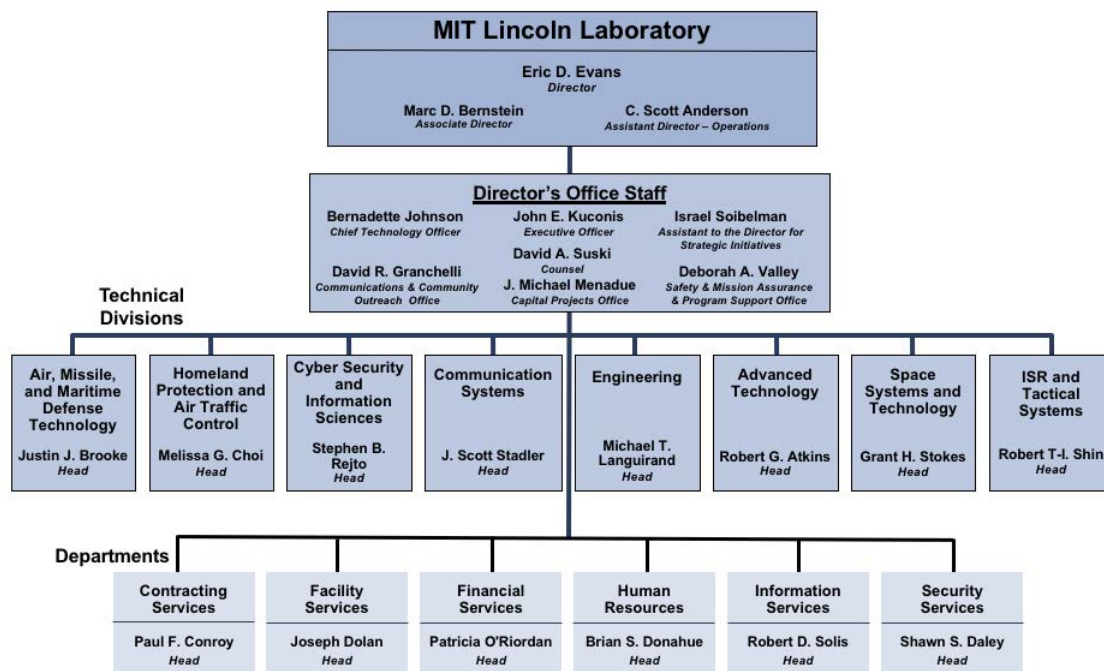 MIT Lincoln Laboratory
Eric D. Evans
Director
Marc D. Bernstein
Associate Director
C. Scott Anderson
Assistant Director – Operations
Director's Office Staff
Bernadette Johnson
Chief Technology Officer
John E. Kuconis
Executive Officer
Israel Soibelman
Assistant to the Director for
Strategic Initiatives
David A. Suski
Counsel
David R. Granchelli
Communications & Community
Outreach Office
J. Michael Menadue
Capital Projects Office
Deborah A. Valley
Safety & Mission Assurance
& Program Support Office
Technical
Divisions
Air, Missile,
and Maritime
Defense
Technology
Justin J. Brooke
Head
Homeland
Protection and
Air Traffic
Control
Melissa G. Choi
Head
Cyber Security
and
Information
Sciences
Stephen B.
Rejto
Head
Communication
Systems
J. Scott Stadler
Head
Engineering
Michael T.
Languirand
Head
Advanced
Technology
Robert G. Atkins
Head
Space
Systems and
Technology
Grant H. Stokes
Head
ISR and
Tactical
Systems
Robert T-I. Shin
Head
Departments
Contracting
Services
Paul F. Conroy
Head
Facility
Services
Joseph Dolan
Head
Financial
Services
Patricia O'Riordan
Head
Human
Resources
Brian S. Donahue
Head
Information
Services
Robert D. Solis
Head
Security
Services
Shawn S. Daley
Head